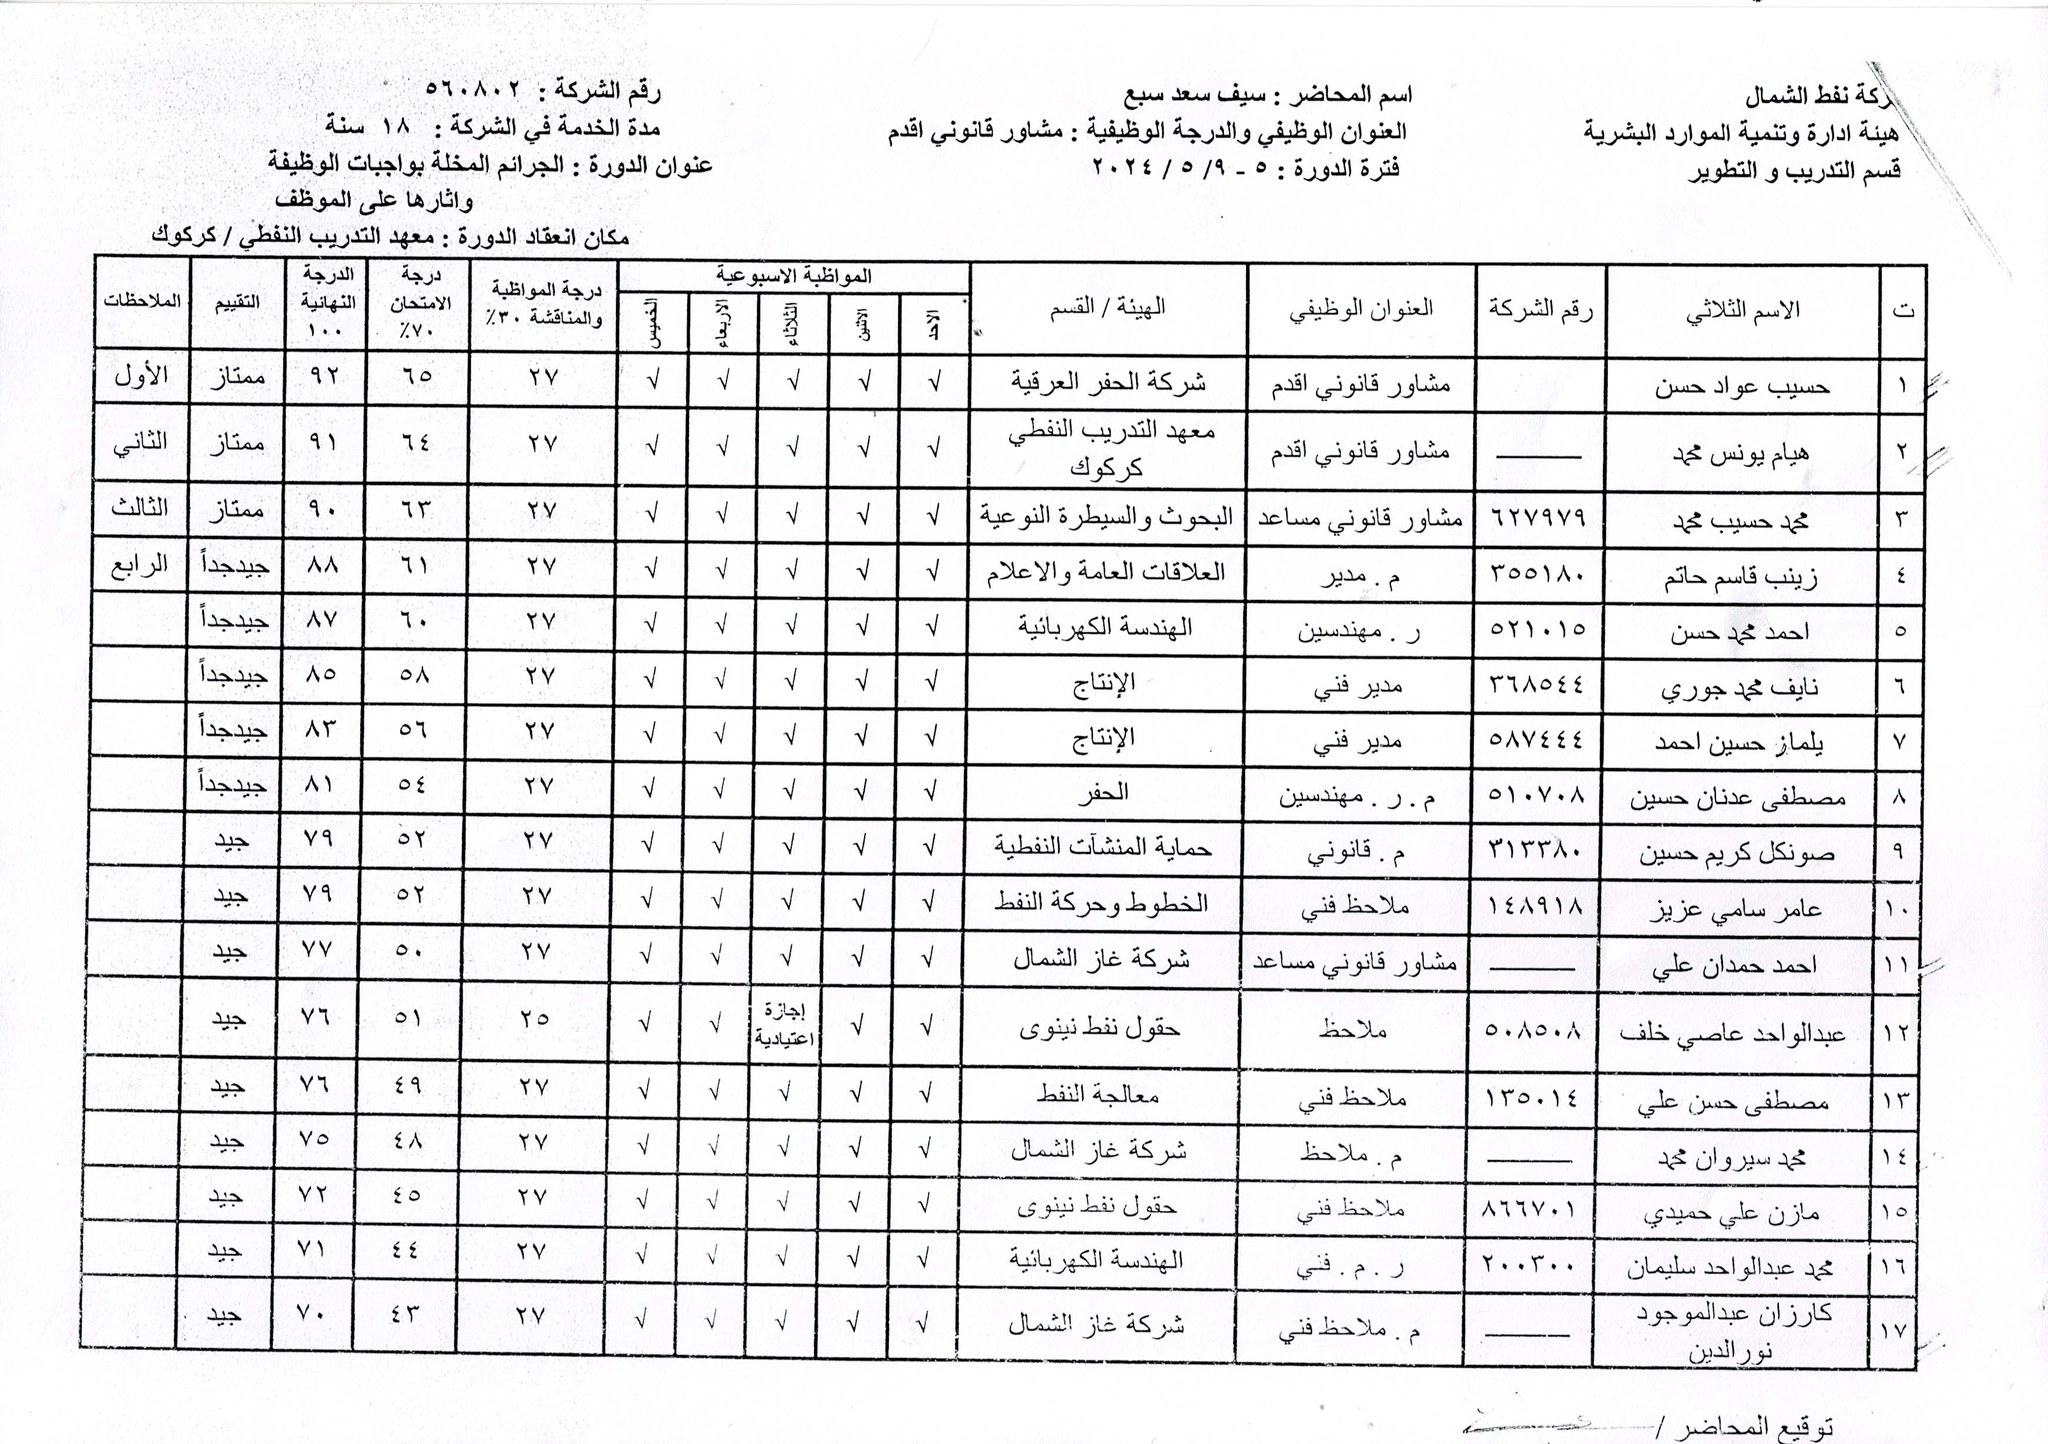 شركة نفط الشمال
هيئة ادارة وتنمية الموارد البشرية
قسم التدريب و التطوير
اسم المحاضر : سيف سعد سبع
العنوان الوظيفي والدرجة الوظيفية : مشاور قانوني اقدم
فترة الدورة : ٥ - ٩/ ٥ / ٢٠٢٤
رقم الشركة : ٥٦٠٨٠٢
مدة الخدمة في الشركة : ١٨ سنة
عنوان الدورة : الجرائم المخلة بواجبات الوظيفة
واثارها على الموظف
مكان انعقاد الدورة : معهد التدريب النفطي / كركوك
ت الاسم الثلاثي رقم الشركة العنوان الوظيفي الهيئة / القسم المواظبة الاسبوعية درجة المواظبة والمناقشة ٣٠٪ درجة الامتحان ٧٠٪ الدرجة النهائية ١٠٠ التقييم الملاحظات
الاحد الاثنين الثلاثاء الاربعاء الخميس
١ حسيب عواد حسن مشاور قانوني اقدم شركة الحفر العرقية √ √ √ √ √ ٢٧ ٦٥ ٩٢ ممتاز الأول
٢ هيام يونس محمد ——— مشاور قانوني اقدم معهد التدريب النفطي كركوك √ √ √ √ √ ٢٧ ٦٤ ٩١ ممتاز الثاني
٣ محمد حسيب محمد ٦٢٧٩٧٩ مشاور قانوني مساعد البحوث والسيطرة النوعية √ √ √ √ √ ٢٧ ٦٣ ٩٠ ممتاز الثالث
٤ زينب قاسم حاتم ٣٥٥١٨٠ م . مدير العلاقات العامة والاعلام √ √ √ √ √ ٢٧ ٦١ ٨٨ جيدجداً الرابع
٥ احمد محمد حسن ٥٢١٠١٥ ر . مهندسين الهندسة الكهربائية √ √ √ √ √ ٢٧ ٦٠ ٨٧ جيدجداً
٦ نايف محمد جوري ٣٦٨٥٤٤ مدير فني الإنتاج √ √ √ √ √ ٢٧ ٥٨ ٨٥ جيدجداً
٧ يلماز حسين احمد ٥٨٧٤٤٤ مدير فني الإنتاج √ √ √ √ √ ٢٧ ٥٦ ٨٣ جيدجداً
٨ مصطفى عدنان حسين ٥١٠٧٠٨ م . ر . مهندسين الحفر √ √ √ √ √ ٢٧ ٥٤ ٨١ جيدجداً
٩ صونكل كريم حسين ٣١٣٣٨٠ م . قانوني حماية المنشآت النفطية √ √ √ √ √ ٢٧ ٥٢ ٧٩ جيد
١٠ عامر سامي عزيز ١٤٨٩١٨ ملاحظ فني الخطوط وحركة النفط √ √ √ √ √ ٢٧ ٥٢ ٧٩ جيد
١١ احمد حمدان علي ——— مشاور قانوني مساعد شركة غاز الشمال √ √ √ √ √ ٢٧ ٥٠ ٧٧ جيد
١٢ عبدالواحد عاصي خلف ٥٠٨٥٠٨ ملاحظ حقول نفط نينوى √ √ إجازة اعتيادية √ √ ٢٥ ٥١ ٧٦ جيد
١٣ مصطفى حسن علي ١٣٥٠١٤ ملاحظ فني معالجة النفط √ √ √ √ √ ٢٧ ٤٩ ٧٦ جيد
١٤ محمد سيروان محمد ——— م . ملاحظ شركة غاز الشمال √ √ √ √ √ ٢٧ ٤٨ ٧٥ جيد
١٥ مازن علي حميدي ٨٦٦٧٠١ ملاحظ فني حقول نفط نينوى √ √ √ √ √ ٢٧ ٤٥ ٧٢ جيد
١٦ محمد عبدالواحد سليمان ٢٠٠٣٠٠ ر . م . فني الهندسة الكهربائية √ √ √ √ √ ٢٧ ٤٤ ٧١ جيد
١٧ كارزان عبدالموجود نورالدين ——— م . ملاحظ فني شركة غاز الشمال √ √ √ √ √ ٢٧ ٤٣ ٧٠ جيد
توقيع المحاضر /